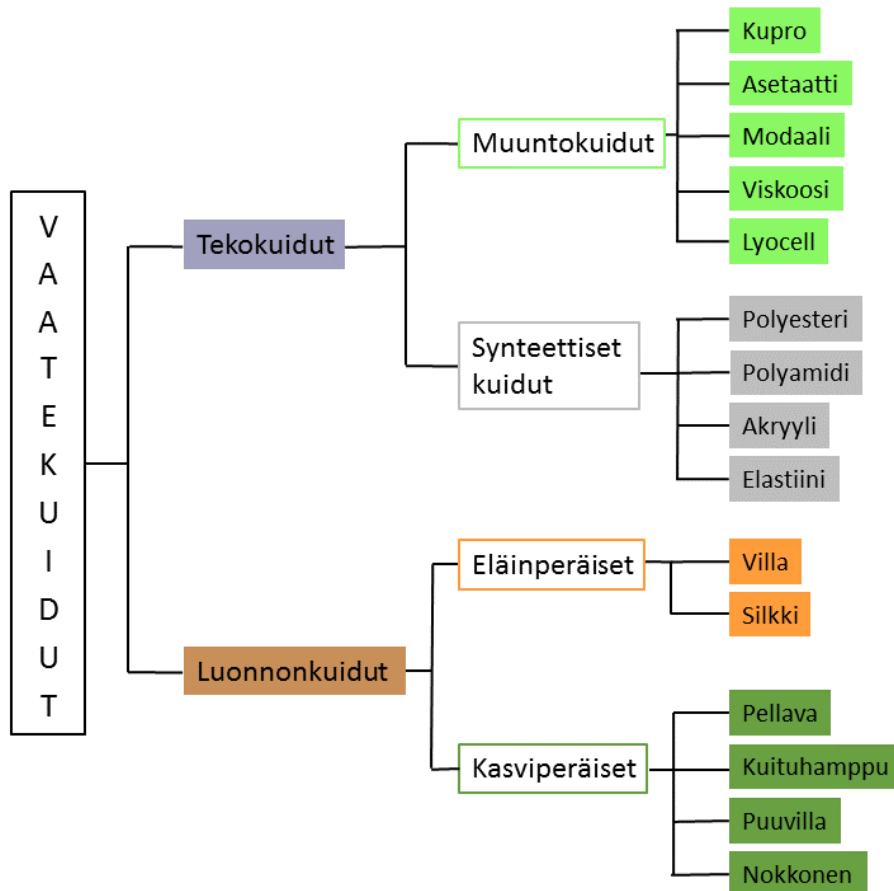 VAATEKUIDUT
Tekokuidut
Muuntokuidut
Kupro
Asetaatti
Modaali
Viskoosi
Lyocell
Synteettiset
kuidut
Polyesteri
Polyamidi
Akryyli
Elastiini
Luonnonkuidut
Eläinperäiset
Villa
Silkki
Kasviperäiset
Pellava
Kuituhamppu
Puuvilla
Nokkonen